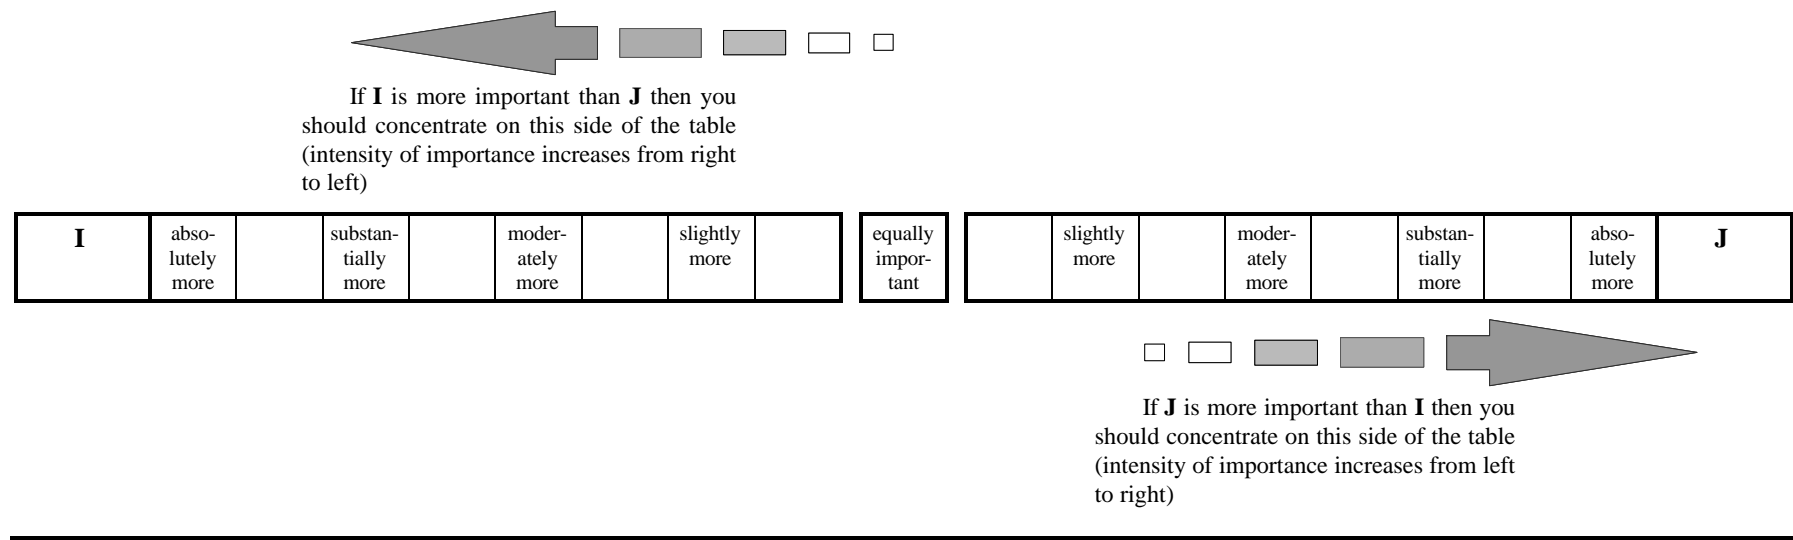 If I is more important than J then you
should concentrate on this side of the table
(intensity of importance increases from right
to left)
I
abso-
lutely
more
substan-
tially
more
moder-
ately
more
slightly
more
equally
impor-
tant
slightly
more
moder-
ately
more
substan-
tially
more
abso-
lutely
more
J
If J is more important than I then you
should concentrate on this side of the table
(intensity of importance increases from left
to right)